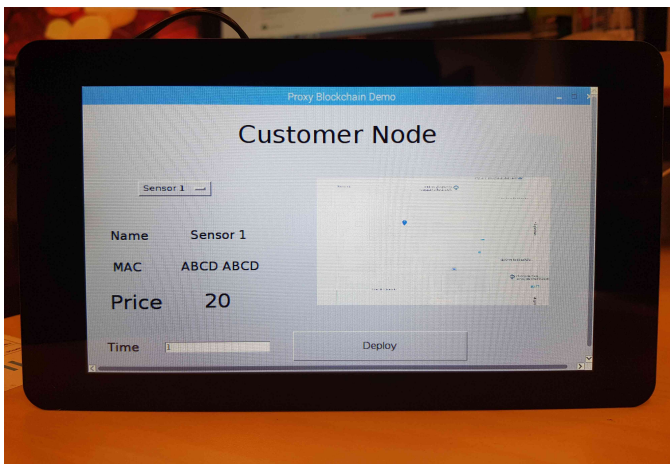 Proxy Blockchain Demo
Customer Node
Sensor 1
Name Sensor 1
MAC ABCD ABCD
Price 20
Time 1
Deploy